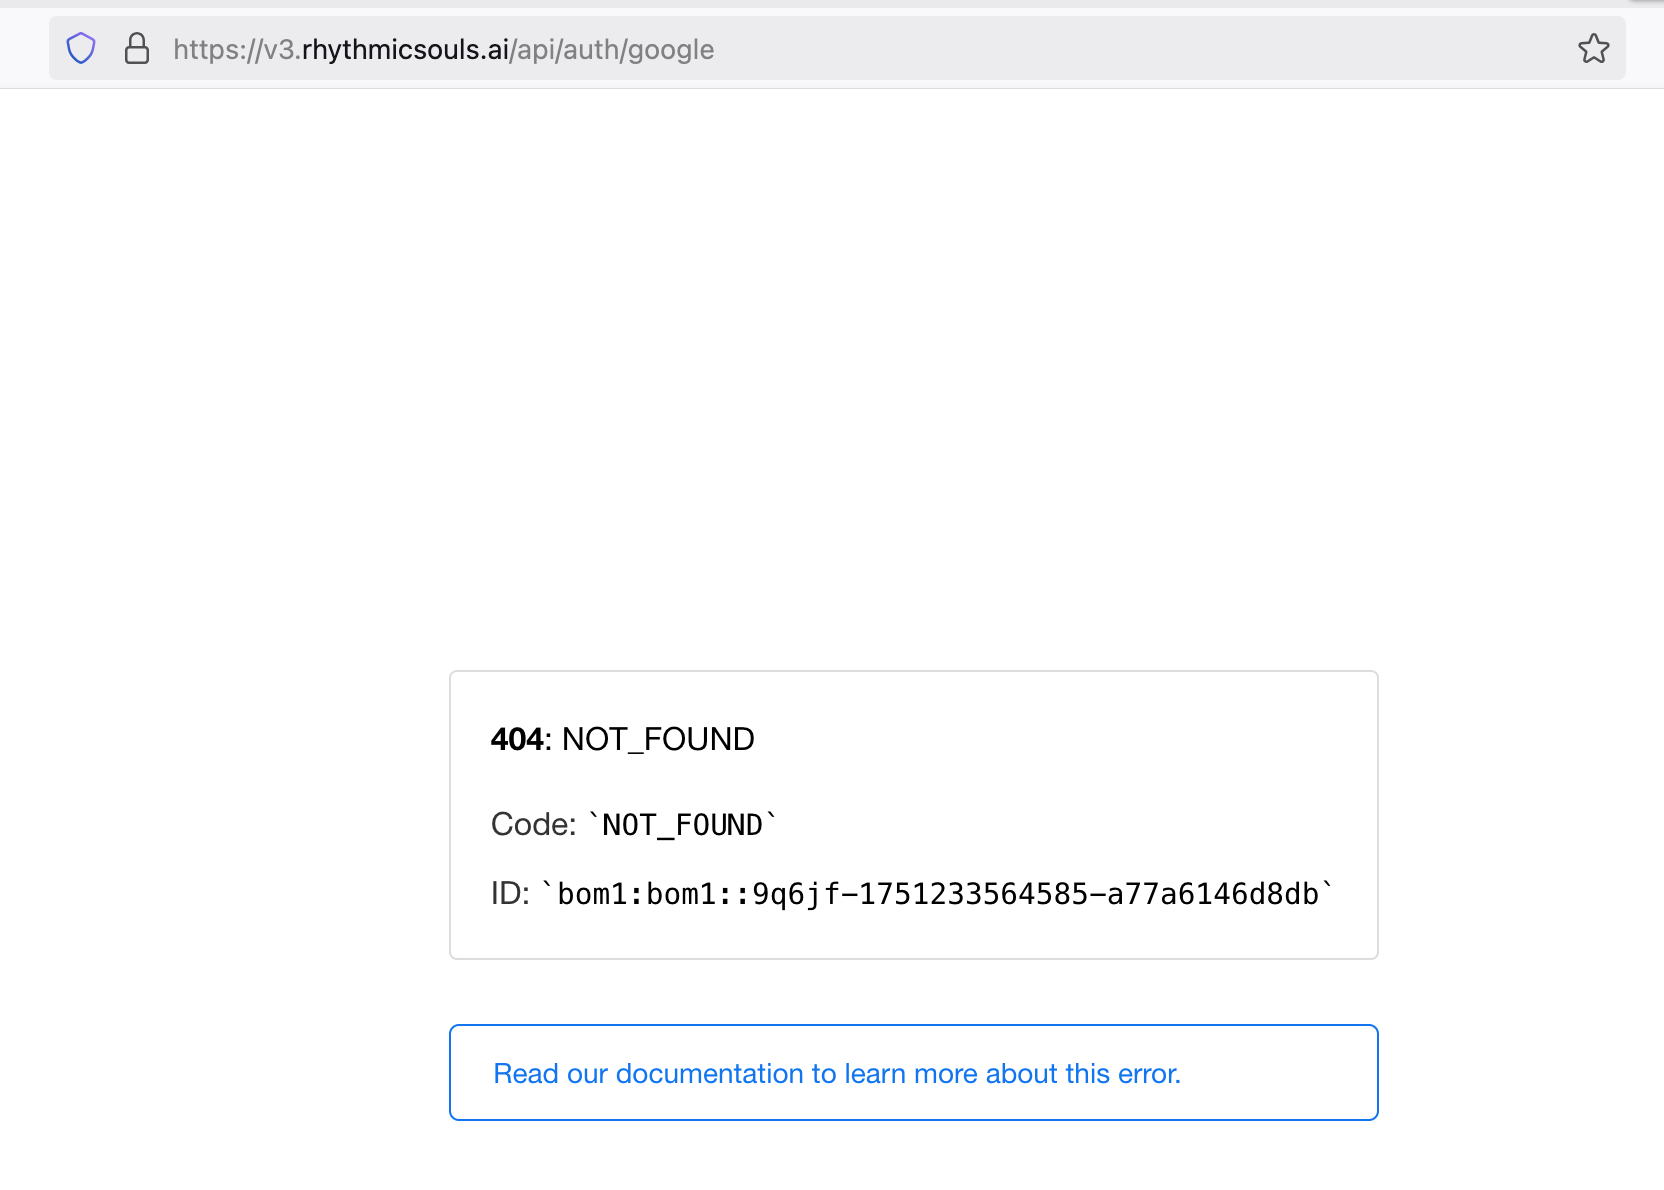 https://v3.rhythmicsouls.ai/api/auth/google
404: NOT_FOUND
Code: `NOT_FOUND`
ID: `bom1:bom1::9q6jf-1751233564585-a77a6146d8db`
Read our documentation to learn more about this error.